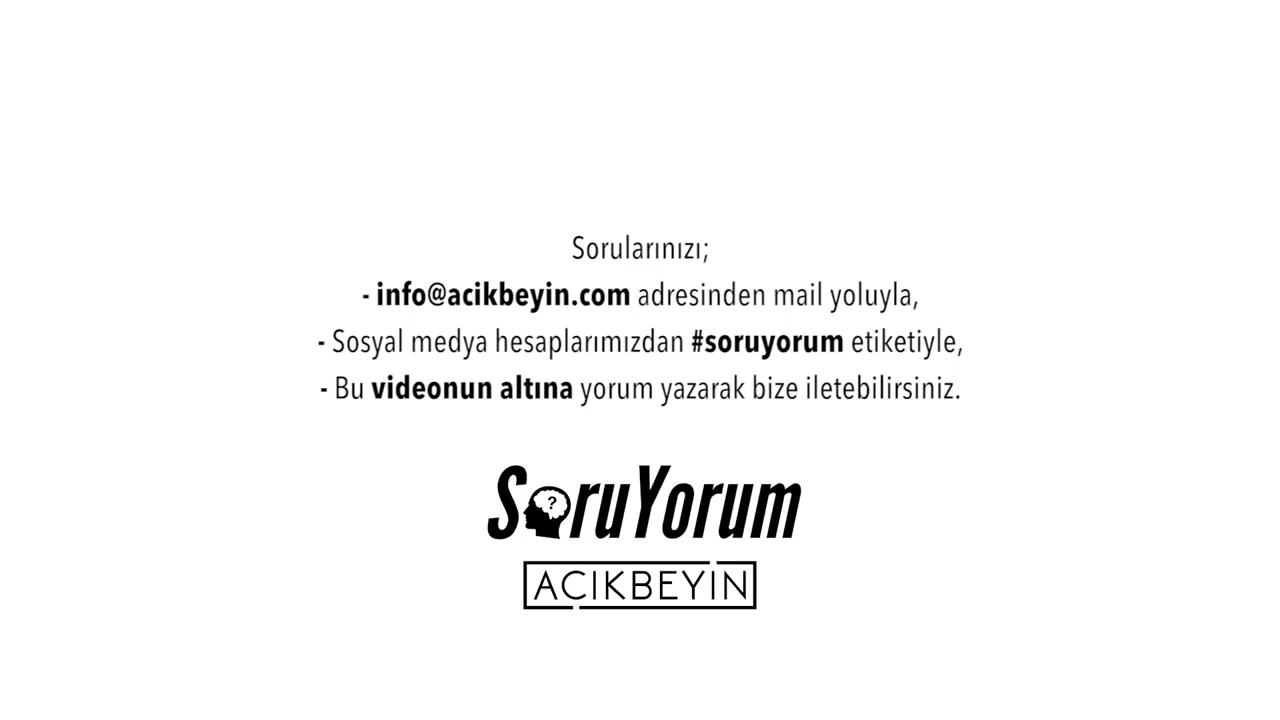 Sorularınızı;
- info@acikbeyin.com adresinden mail yoluyla,
- Sosyal medya hesaplarımızdan #soruyorum etiketiyle,
- Bu videonun altına yorum yazarak bize iletebilirsiniz.
SoruYorum
AÇIKBEYİN